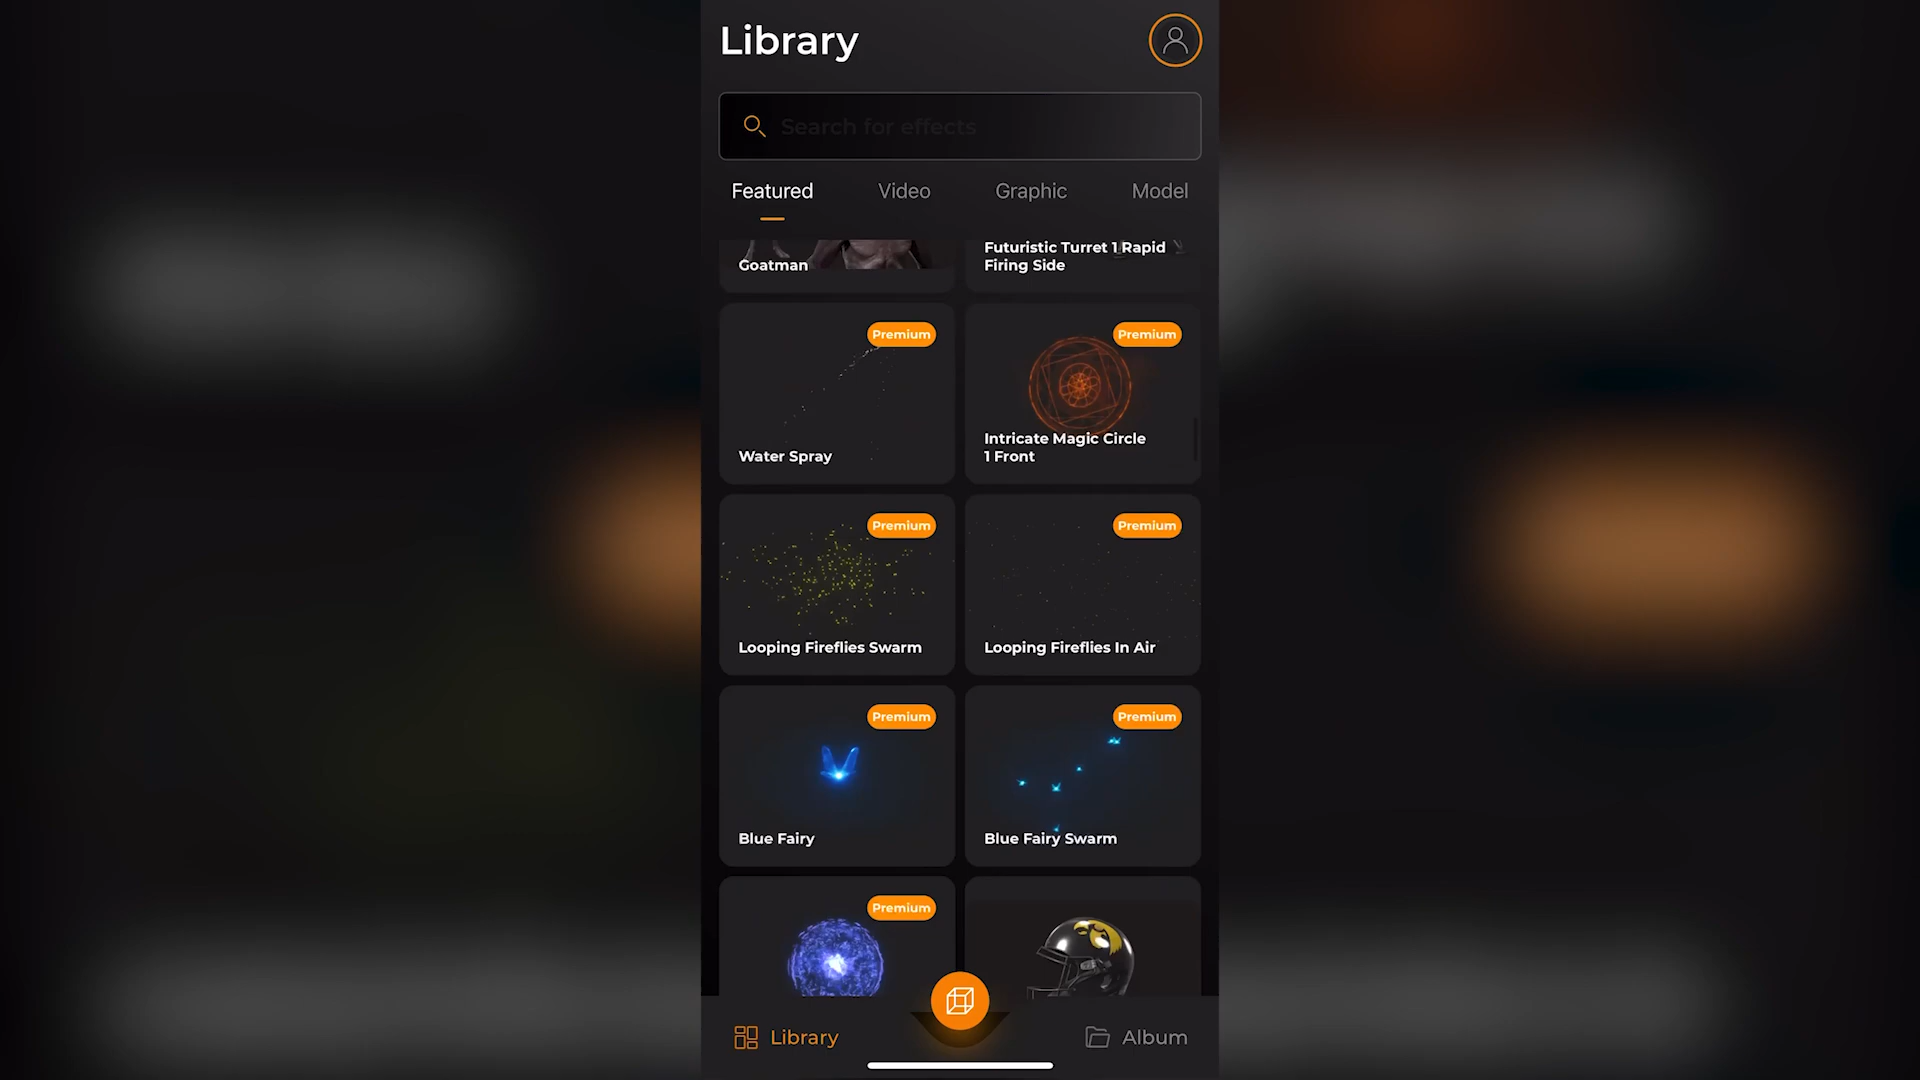 Library
Search for effects
Featured
Video
Graphic
Model
Goatman
Futuristic Turret 1 Rapid
Firing Side
Premium
Water Spray
Premium
Intricate Magic Circle
1 Front
Premium
Looping Fireflies Swarm
Premium
Looping Fireflies In Air
Premium
Blue Fairy
Premium
Blue Fairy Swarm
Premium
Library
Album